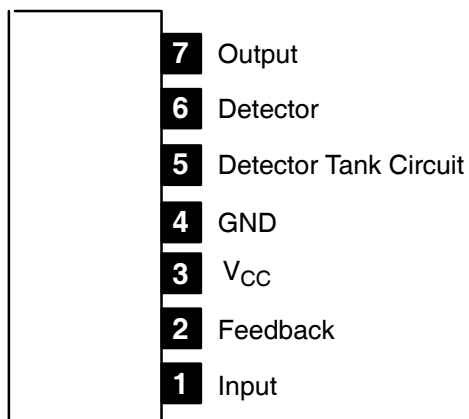 7 Output
6 Detector
5 Detector Tank Circuit
4 GND
3 VCC
2 Feedback
1 Input